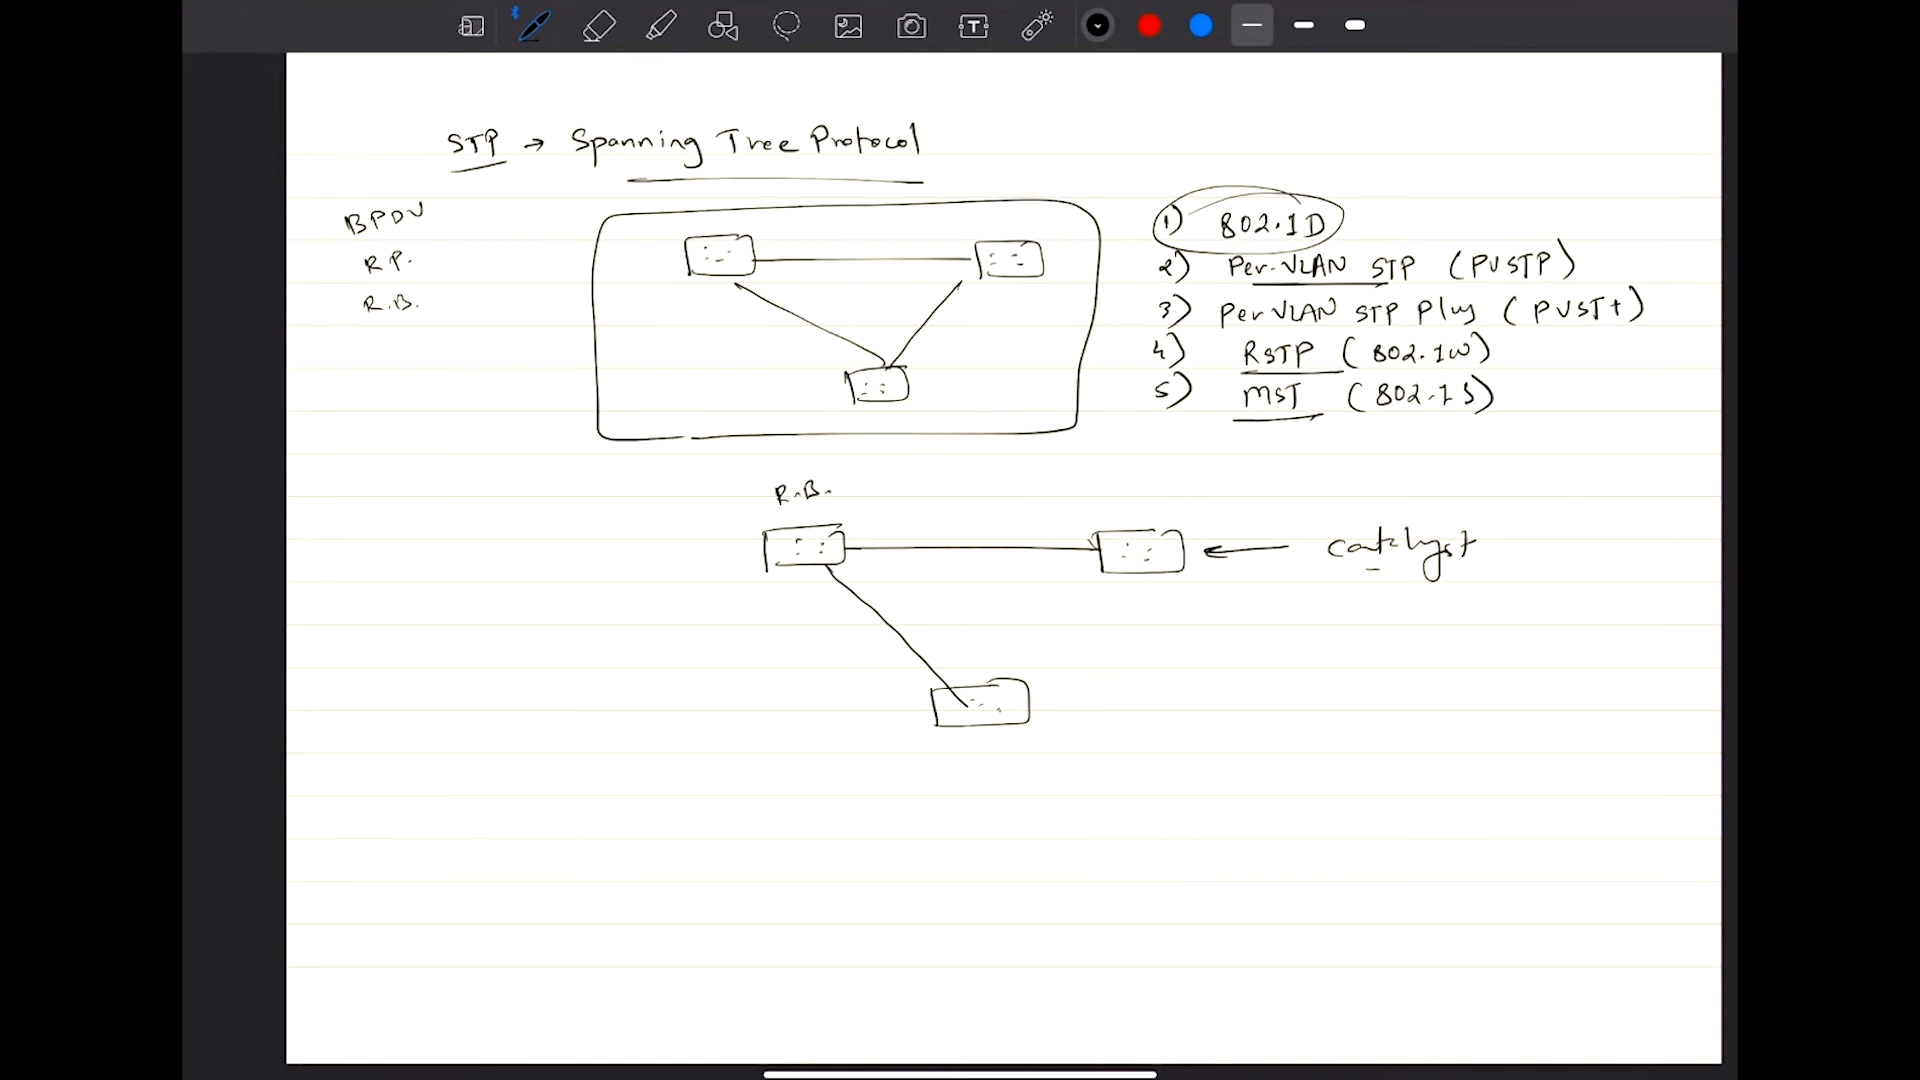 STP → Spanning Tree Protocol
BPDU
R P.
R.B.
1) 802.1D
2) Per-VLAN STP (PVSTP)
3) Per VLAN STP Plus (PVST+)
4) RSTP (802.1W)
5) MST (802.1S)
R.B.
catalyst